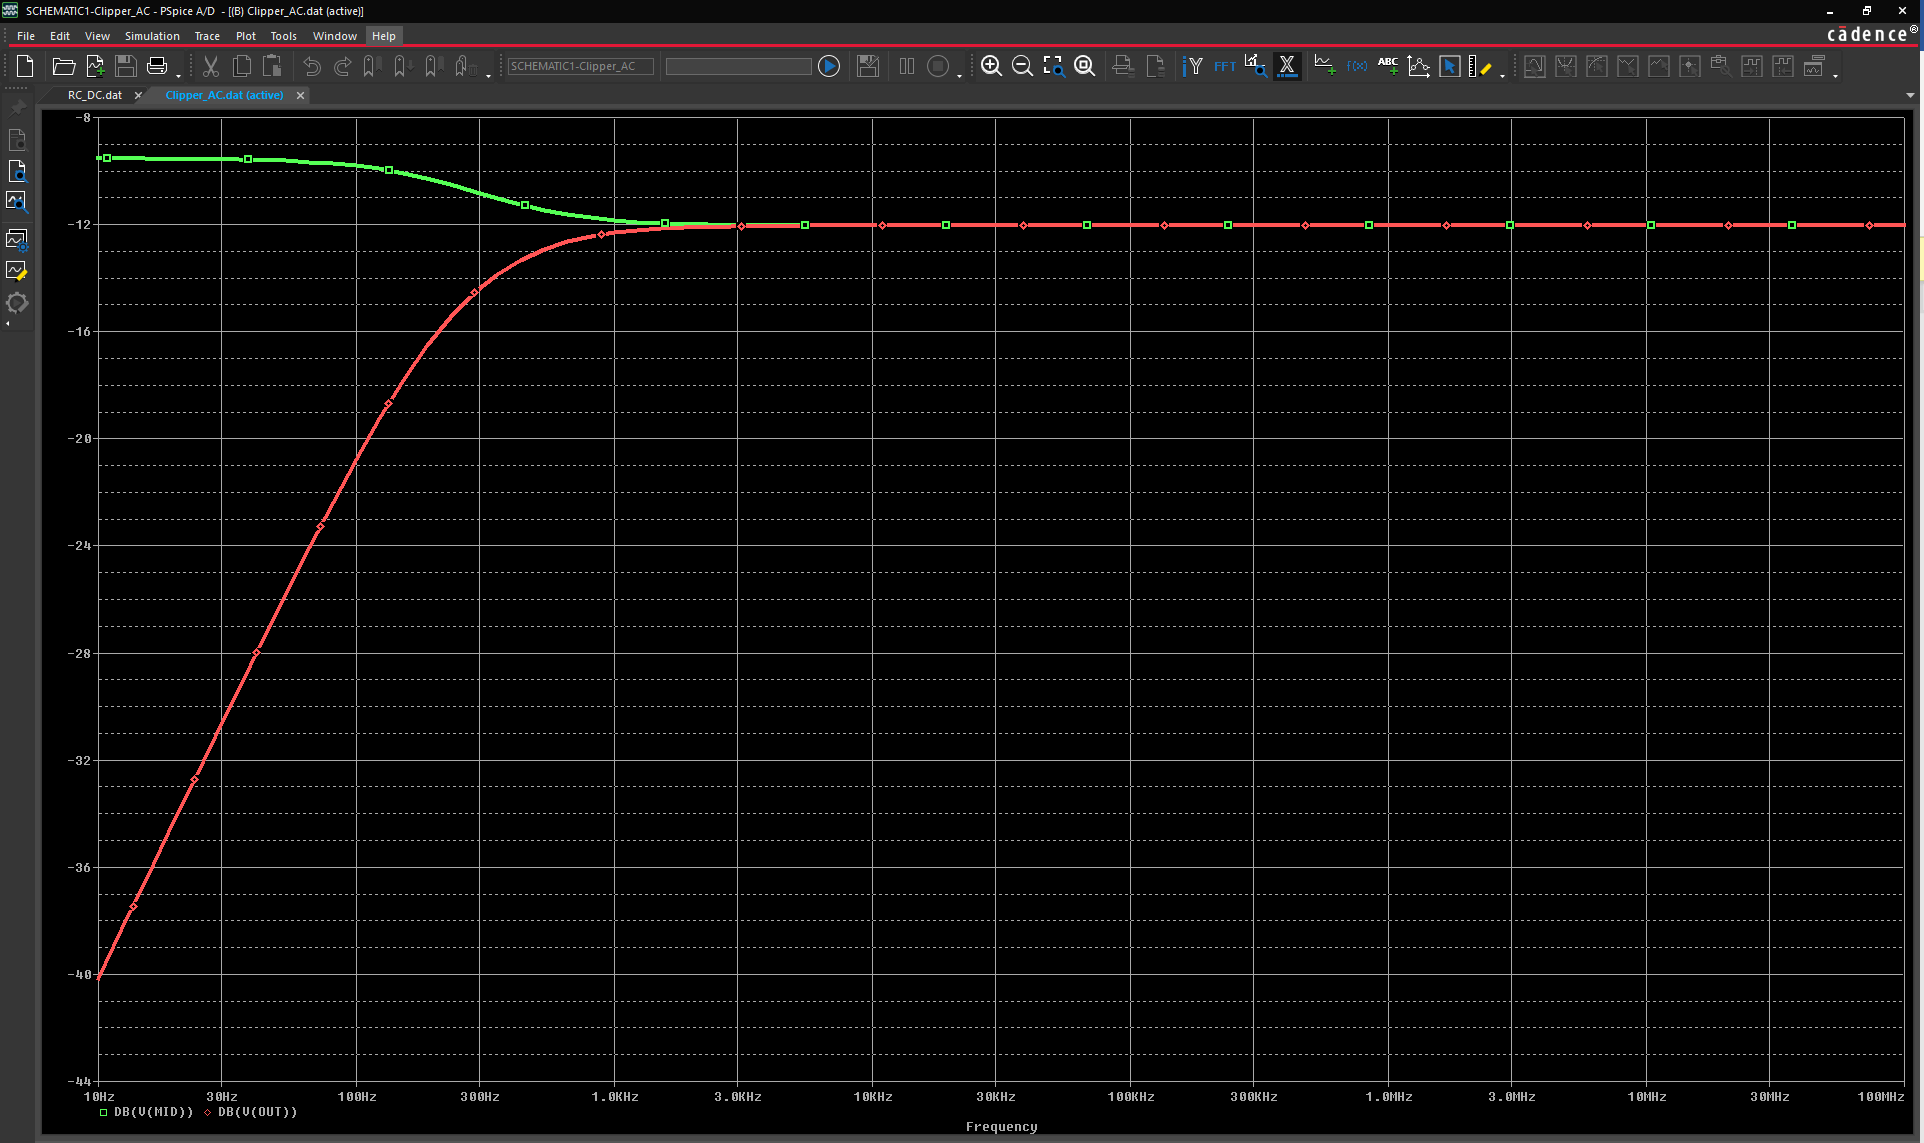 SCHEMATIC1-Clipper_AC - PSpice A/D - [(B) Clipper_AC.dat (active)]
File Edit View Simulation Trace Plot Tools Window Help
cādence®
SCHEMATIC1-Clipper_AC
Y FFT X f(x) ABC
RC_DC.dat Clipper_AC.dat (active)
-8
-12
-16
-20
-24
-28
-32
-36
-40
-44
10Hz 30Hz 100Hz 300Hz 1.0KHz 3.0KHz 10KHz 30KHz 100KHz 300KHz 1.0MHz 3.0MHz 10MHz 30MHz 100MHz
DB(V(MID)) DB(V(OUT))
Frequency